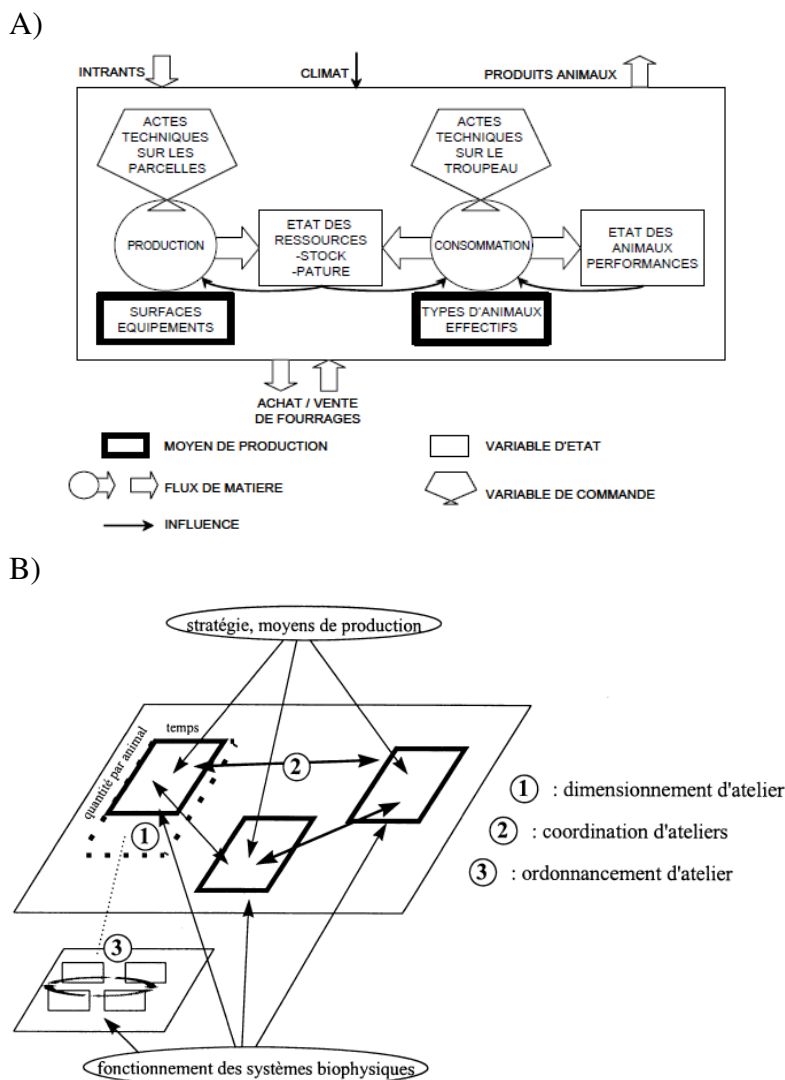 A)
INTRANTS
CLIMAT
PRODUITS ANIMAUX
ACTES
TECHNIQUES
SUR LES
PARCELLES
ACTES
TECHNIQUES
SUR LE
TROUPEAU
PRODUCTION
ETAT DES
RESSOURCES
-STOCK
-PATURE
CONSOMMATION
ETAT DES
ANIMAUX
PERFORMANCES
SURFACES
EQUIPEMENTS
TYPES D'ANIMAUX
EFFECTIFS
ACHAT / VENTE
DE FOURRAGES
MOYEN DE PRODUCTION
VARIABLE D'ETAT
FLUX DE MATIERE
VARIABLE DE COMMANDE
INFLUENCE
B)
stratégie, moyens de production
temps
quantité par animal
2
1
1 : dimensionnement d'atelier
2 : coordination d'ateliers
3 : ordonnancement d'atelier
3
fonctionnement des systèmes biophysiques